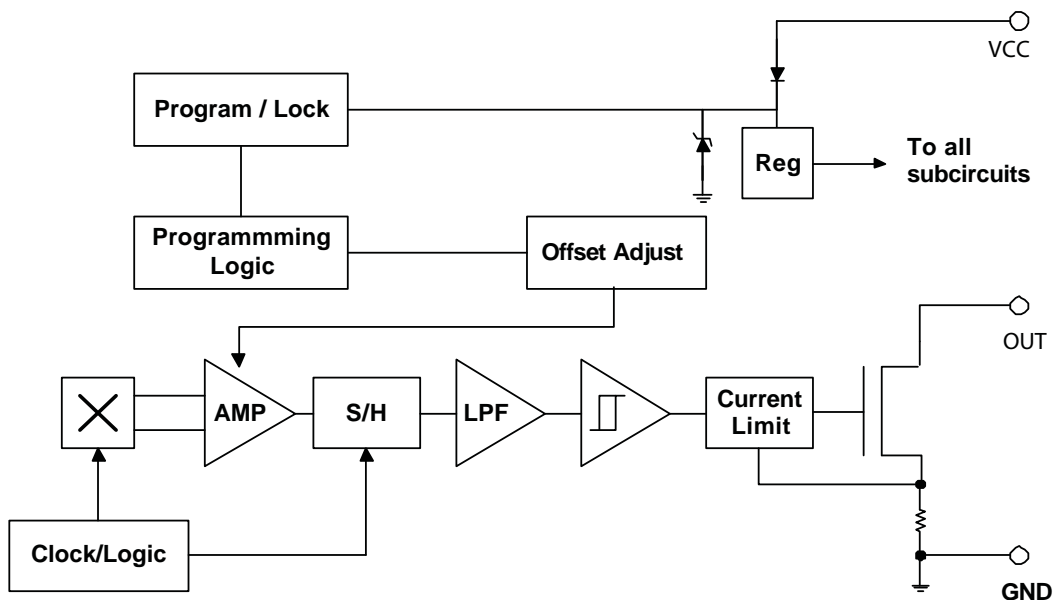 VCC
Program / Lock
Reg
To all
subcircuits
Programmming
Logic
Offset Adjust
OUT
AMP
S/H
LPF
Current
Limit
Clock/Logic
GND